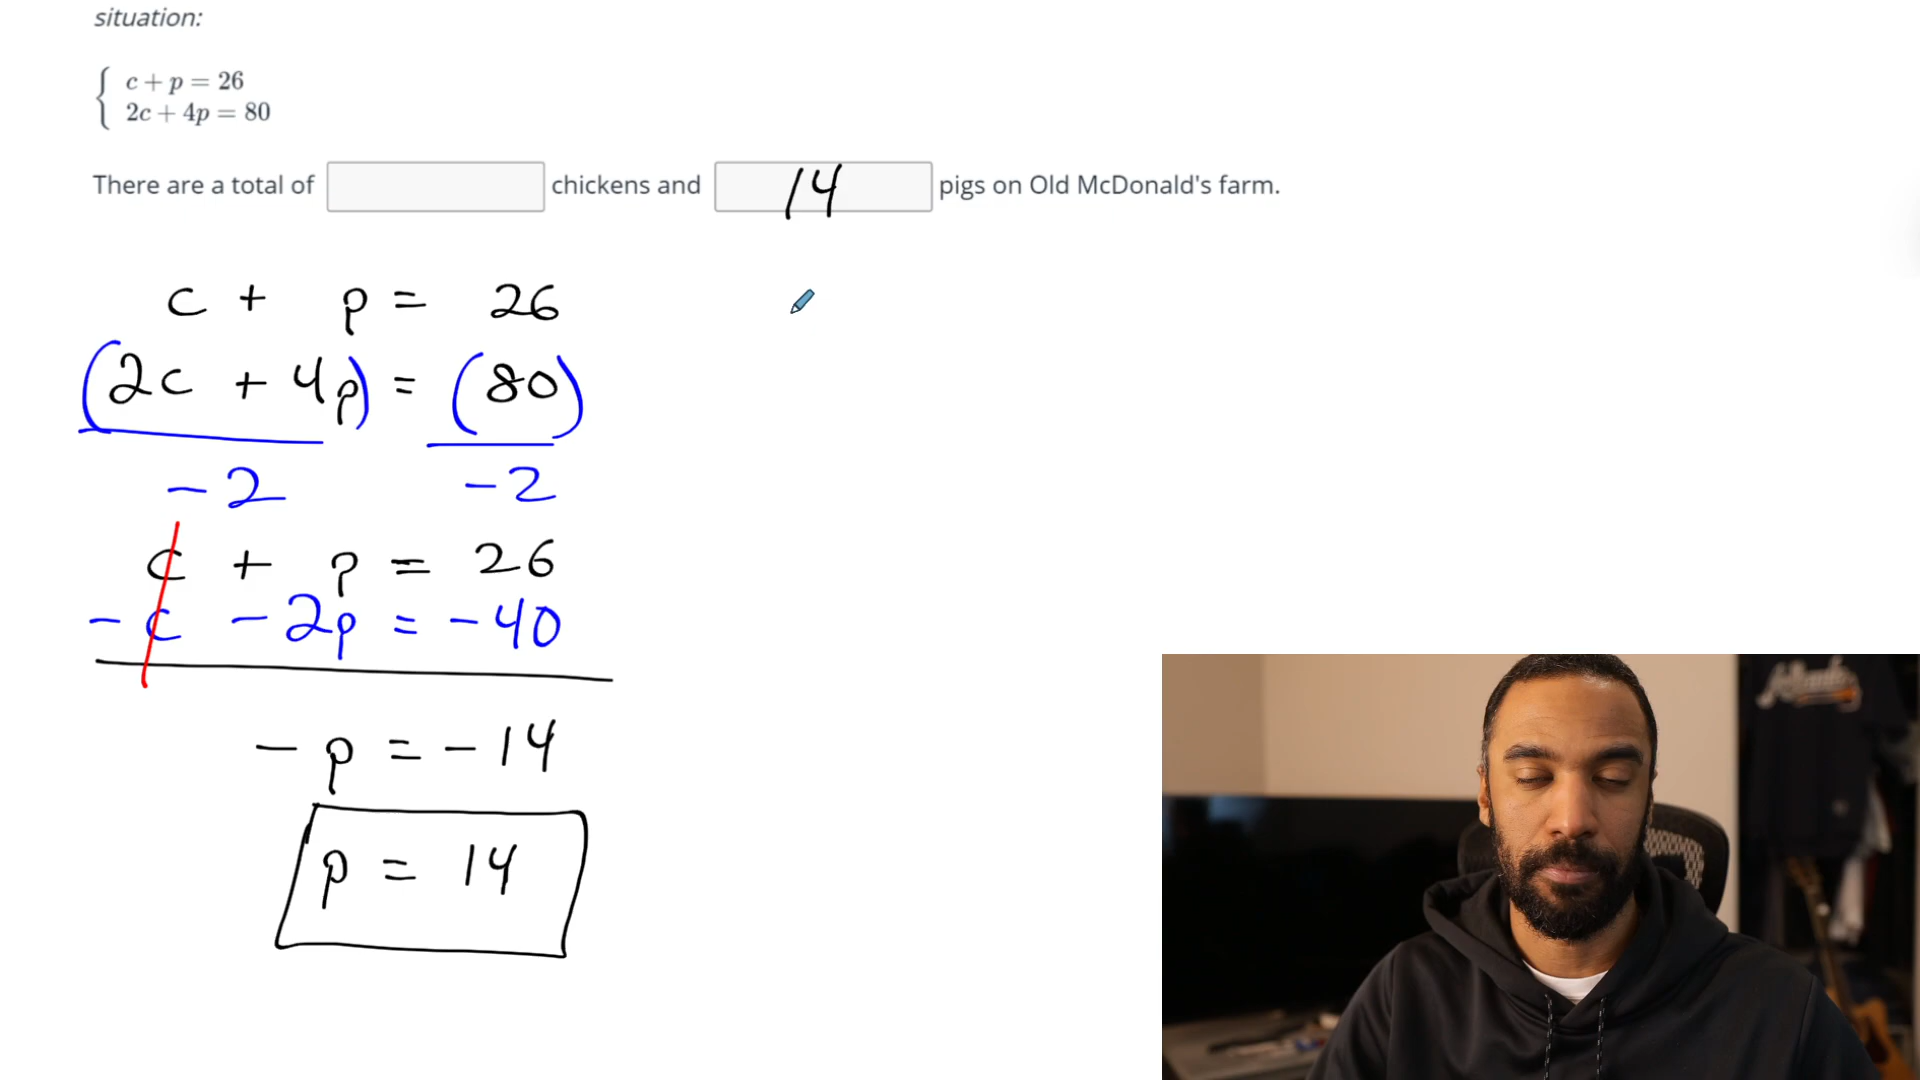 situation:
c + p = 26
2c + 4p = 80
There are a total of chickens and 14 pigs on Old McDonald's farm.
c + p = 26
(2c + 4p) = (80)
-2 -2
c + p = 26
-c -2p = -40
-p = -14
p = 14